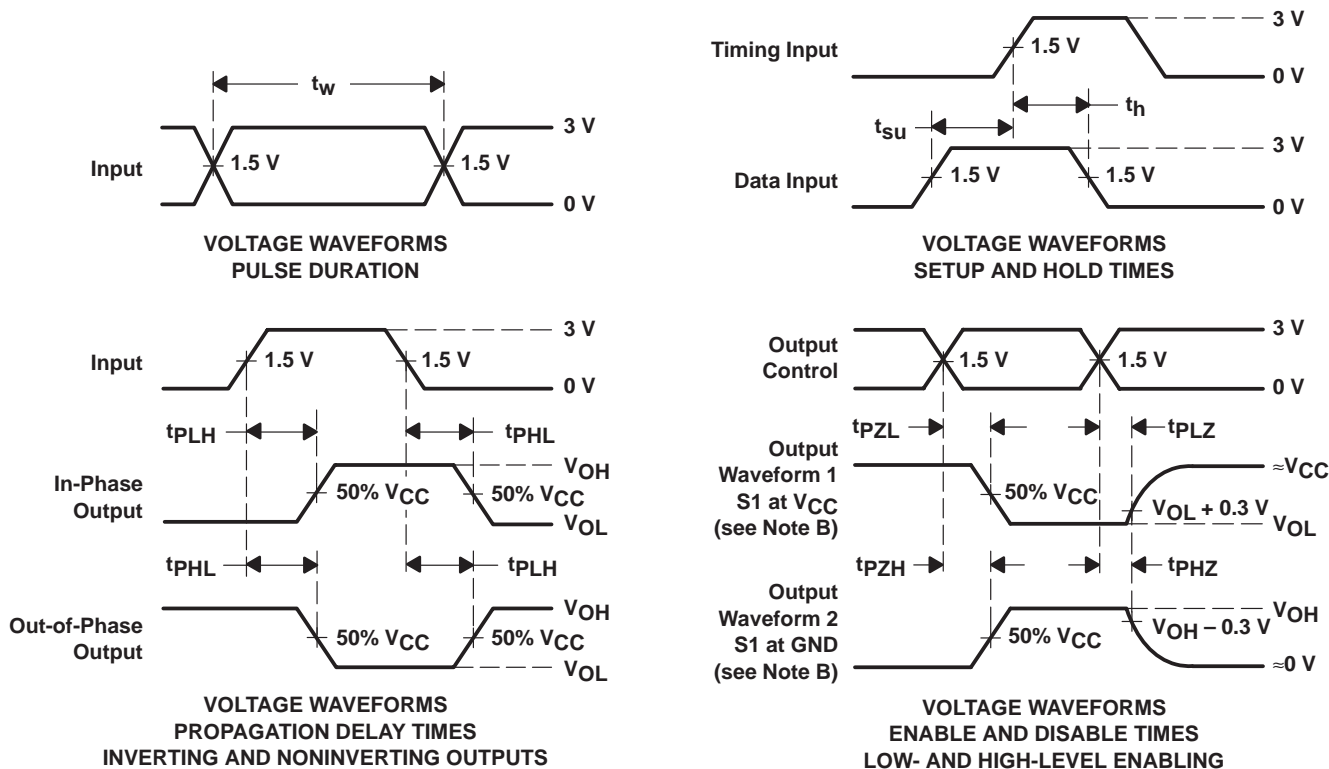 tw
3 V
Input
1.5 V
1.5 V
0 V
VOLTAGE WAVEFORMS
PULSE DURATION
3 V
Timing Input
1.5 V
0 V
th
tsu
3 V
Data Input
1.5 V
1.5 V
0 V
VOLTAGE WAVEFORMS
SETUP AND HOLD TIMES
3 V
Input
1.5 V
1.5 V
0 V
tPLH
tPHL
VOH
In-Phase
Output
50% VCC
50% VCC
VOL
tPHL
tPLH
VOH
Out-of-Phase
Output
50% VCC
50% VCC
VOL
VOLTAGE WAVEFORMS
PROPAGATION DELAY TIMES
INVERTING AND NONINVERTING OUTPUTS
3 V
Output
Control
1.5 V
1.5 V
0 V
tPZL
tPLZ
Output
Waveform 1
S1 at VCC
(see Note B)
≈VCC
50% VCC
VOL + 0.3 V
VOL
tPZH
tPHZ
Output
Waveform 2
S1 at GND
(see Note B)
VOH
50% VCC
VOH – 0.3 V
≈0 V
VOLTAGE WAVEFORMS
ENABLE AND DISABLE TIMES
LOW- AND HIGH-LEVEL ENABLING